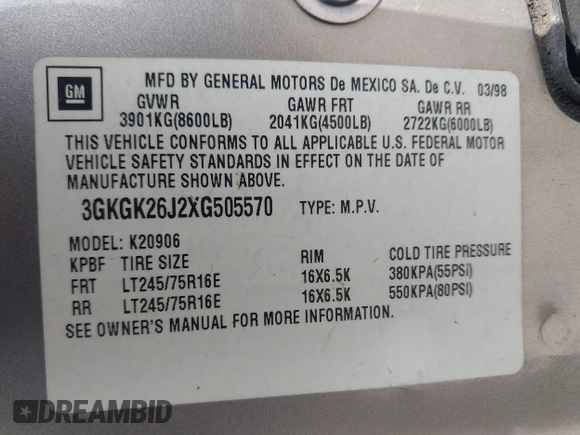 GM
MFD BY GENERAL MOTORS De MEXICO SA. De C.V. 03/98
GVWR GAWR FRT GAWR RR
3901KG(8600LB) 2041KG(4500LB) 2722KG(6000LB)
THIS VEHICLE CONFORMS TO ALL APPLICABLE U.S. FEDERAL MOTOR
VEHICLE SAFETY STANDARDS IN EFFECT ON THE DATE OF
MANUFACTURE SHOWN ABOVE.
3GKGK26J2XG505570 TYPE: M.P.V.
MODEL: K20906
KPBF TIRE SIZE RIM COLD TIRE PRESSURE
FRT LT245/75R16E 16X6.5K 380KPA(55PSI)
RR LT245/75R16E 16X6.5K 550KPA(80PSI)
SEE OWNER'S MANUAL FOR MORE INFORMATION.
DREAMBID